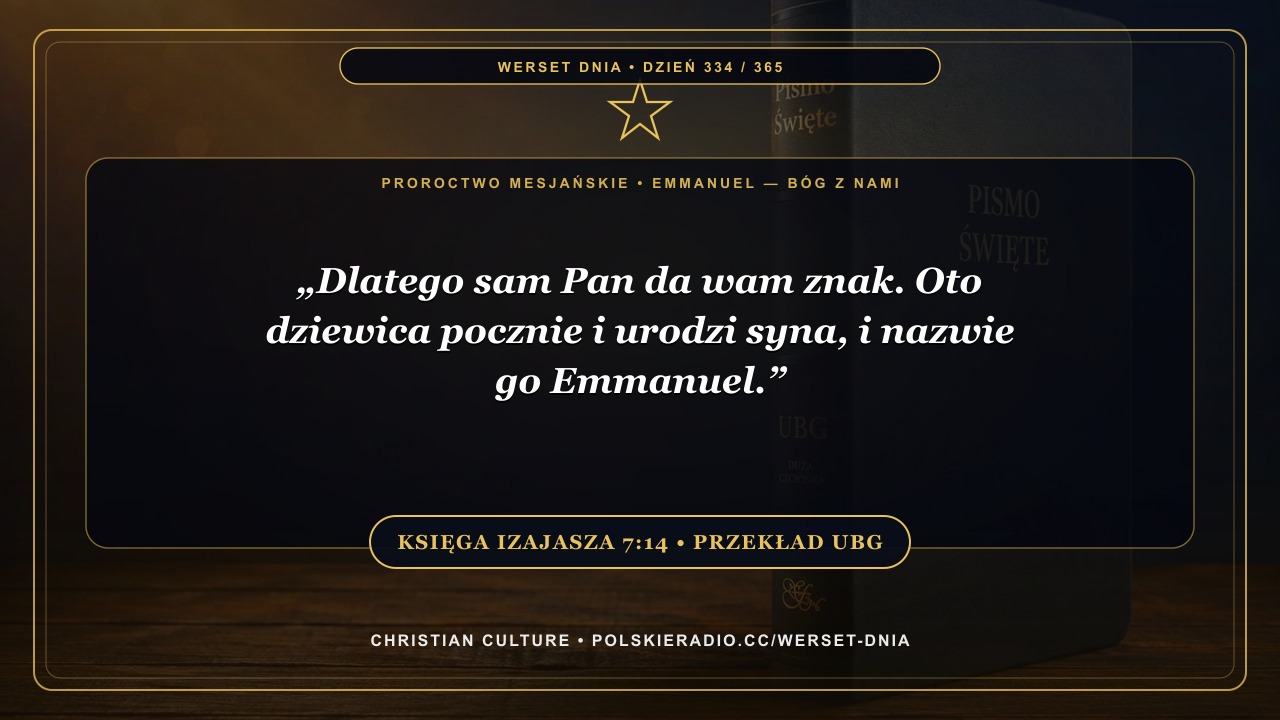 WERSET DNIA • DZIEŃ 334 / 365
Pismo
Święte
PROROCTWO MESJAŃSKIE • EMMANUEL — BÓG Z NAMI
PISMO
ŚWIĘTE
„Dlatego sam Pan da wam znak. Oto
dziewica pocznie i urodzi syna, i nazwie
go Emmanuel.”
UBG
KSIĘGA IZAJASZA 7:14 • PRZEKŁAD UBG
CHRISTIAN CULTURE • POLSKIERADIO.CC/WERSET-DNIA